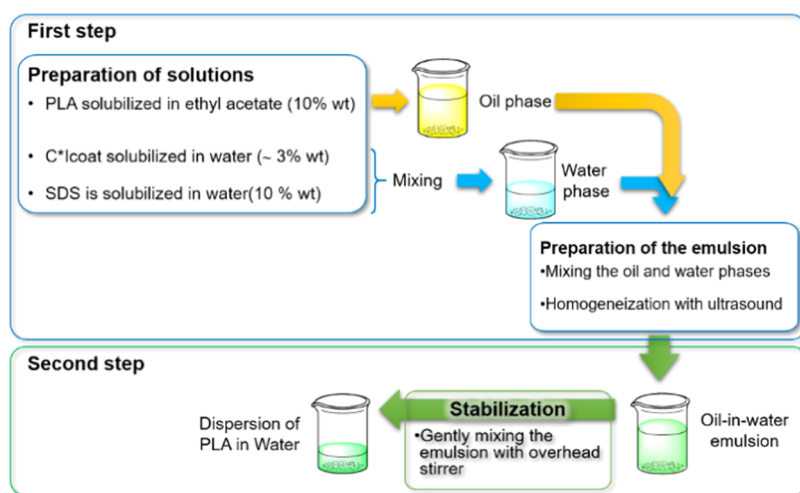 First step
Preparation of solutions
• PLA solubilized in ethyl acetate (10% wt)
Oil phase
• C*Icoat solubilized in water (~ 3% wt)
• SDS is solubilized in water(10 % wt)
Mixing
Water
phase
Preparation of the emulsion
•Mixing the oil and water phases
•Homogeneization with ultrasound
Second step
Dispersion of
PLA in Water
Stabilization
•Gently mixing the
emulsion with overhead
stirrer
Oil-in-water
emulsion